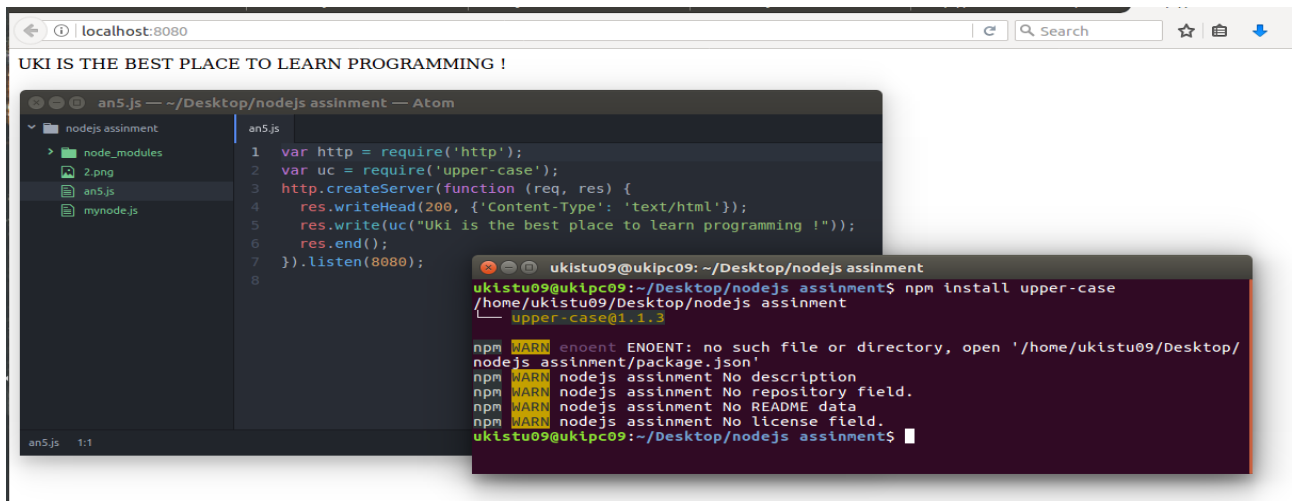 localhost:8080
Search
UKI IS THE BEST PLACE TO LEARN PROGRAMMING !
an5.js — ~/Desktop/nodejs assinment — Atom
nodejs assinment
node_modules
2.png
an5.js
mynode.js
an5.js
1 var http = require('http');
2 var uc = require('upper-case');
3 http.createServer(function (req, res) {
4 res.writeHead(200, {'Content-Type': 'text/html'});
5 res.write(uc("Uki is the best place to learn programming !"));
6 res.end();
7 }).listen(8080);
8
an5.js 1:1
ukistu09@ukipc09: ~/Desktop/nodejs assinment
ukistu09@ukipc09:~/Desktop/nodejs assinment$ npm install upper-case
/home/ukistu09/Desktop/nodejs assinment
└── upper-case@1.1.3
npm WARN enoent ENOENT: no such file or directory, open '/home/ukistu09/Desktop/
nodejs assinment/package.json'
npm WARN nodejs assinment No description
npm WARN nodejs assinment No repository field.
npm WARN nodejs assinment No README data
npm WARN nodejs assinment No license field.
ukistu09@ukipc09:~/Desktop/nodejs assinment$